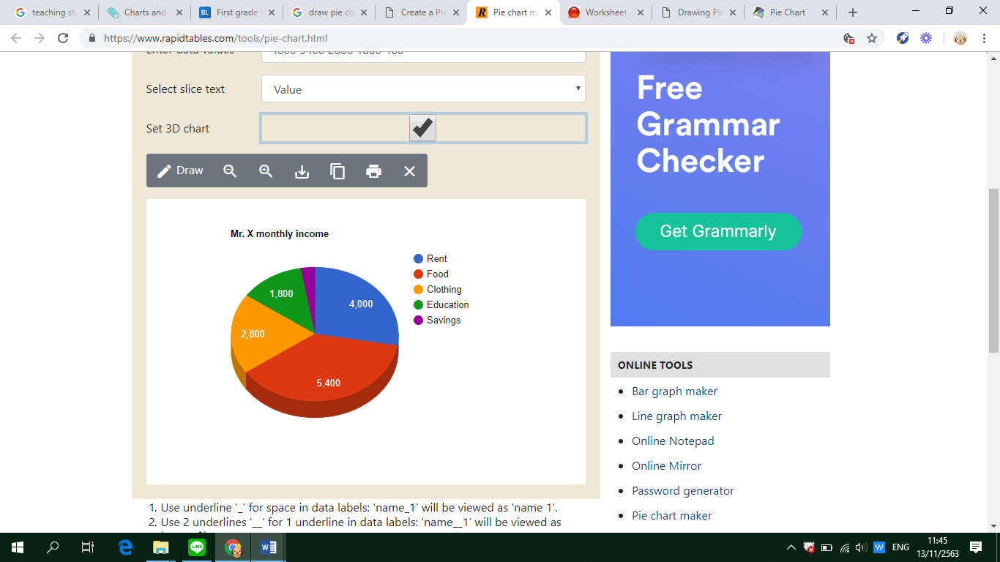 teaching stu
Charts and
First grade
draw pie ch
Create a Pie
Pie chart ma
Worksheet
Drawing Pie
Pie Chart
https://www.rapidtables.com/tools/pie-chart.html
Enter data values
Select slice text
Value
Set 3D chart
Draw
Mr. X monthly income
Rent
Food
Clothing
Education
Savings
1,800
4,000
2,800
5,400
1. Use underline '_' for space in data labels: 'name_1' will be viewed as 'name 1'.
2. Use 2 underlines '__' for 1 underline in data labels: 'name__1' will be viewed as
Free
Grammar
Checker
Get Grammarly
ONLINE TOOLS
Bar graph maker
Line graph maker
Online Notepad
Online Mirror
Password generator
Pie chart maker
ENG
11:45
13/11/2563